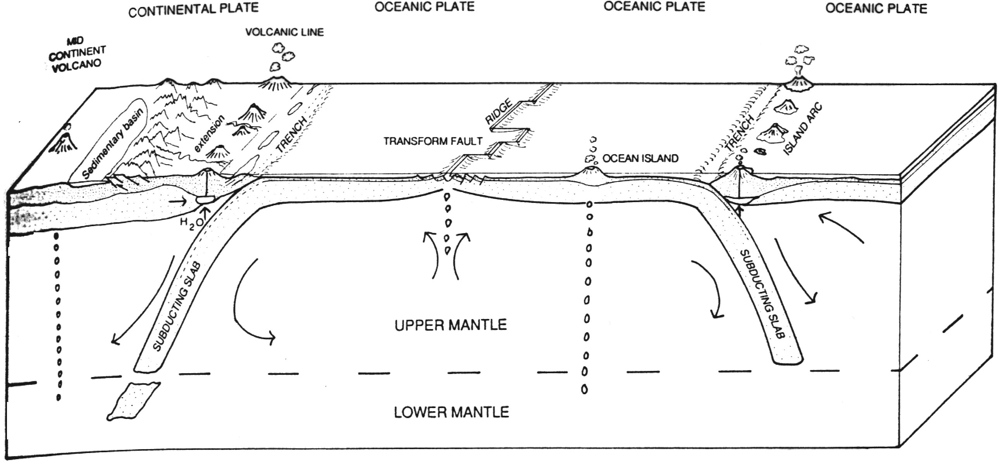 CONTINENTAL PLATE
OCEANIC PLATE
OCEANIC PLATE
OCEANIC PLATE
VOLCANIC LINE
MID
CONTINENT
VOLCANO
Sedimentary basin
extension
TRENCH
RIDGE
TRANSFORM FAULT
OCEAN ISLAND
TRENCH
ISLAND ARC
H2O
SUBDUCTING SLAB
SUBDUCTING SLAB
UPPER MANTLE
LOWER MANTLE